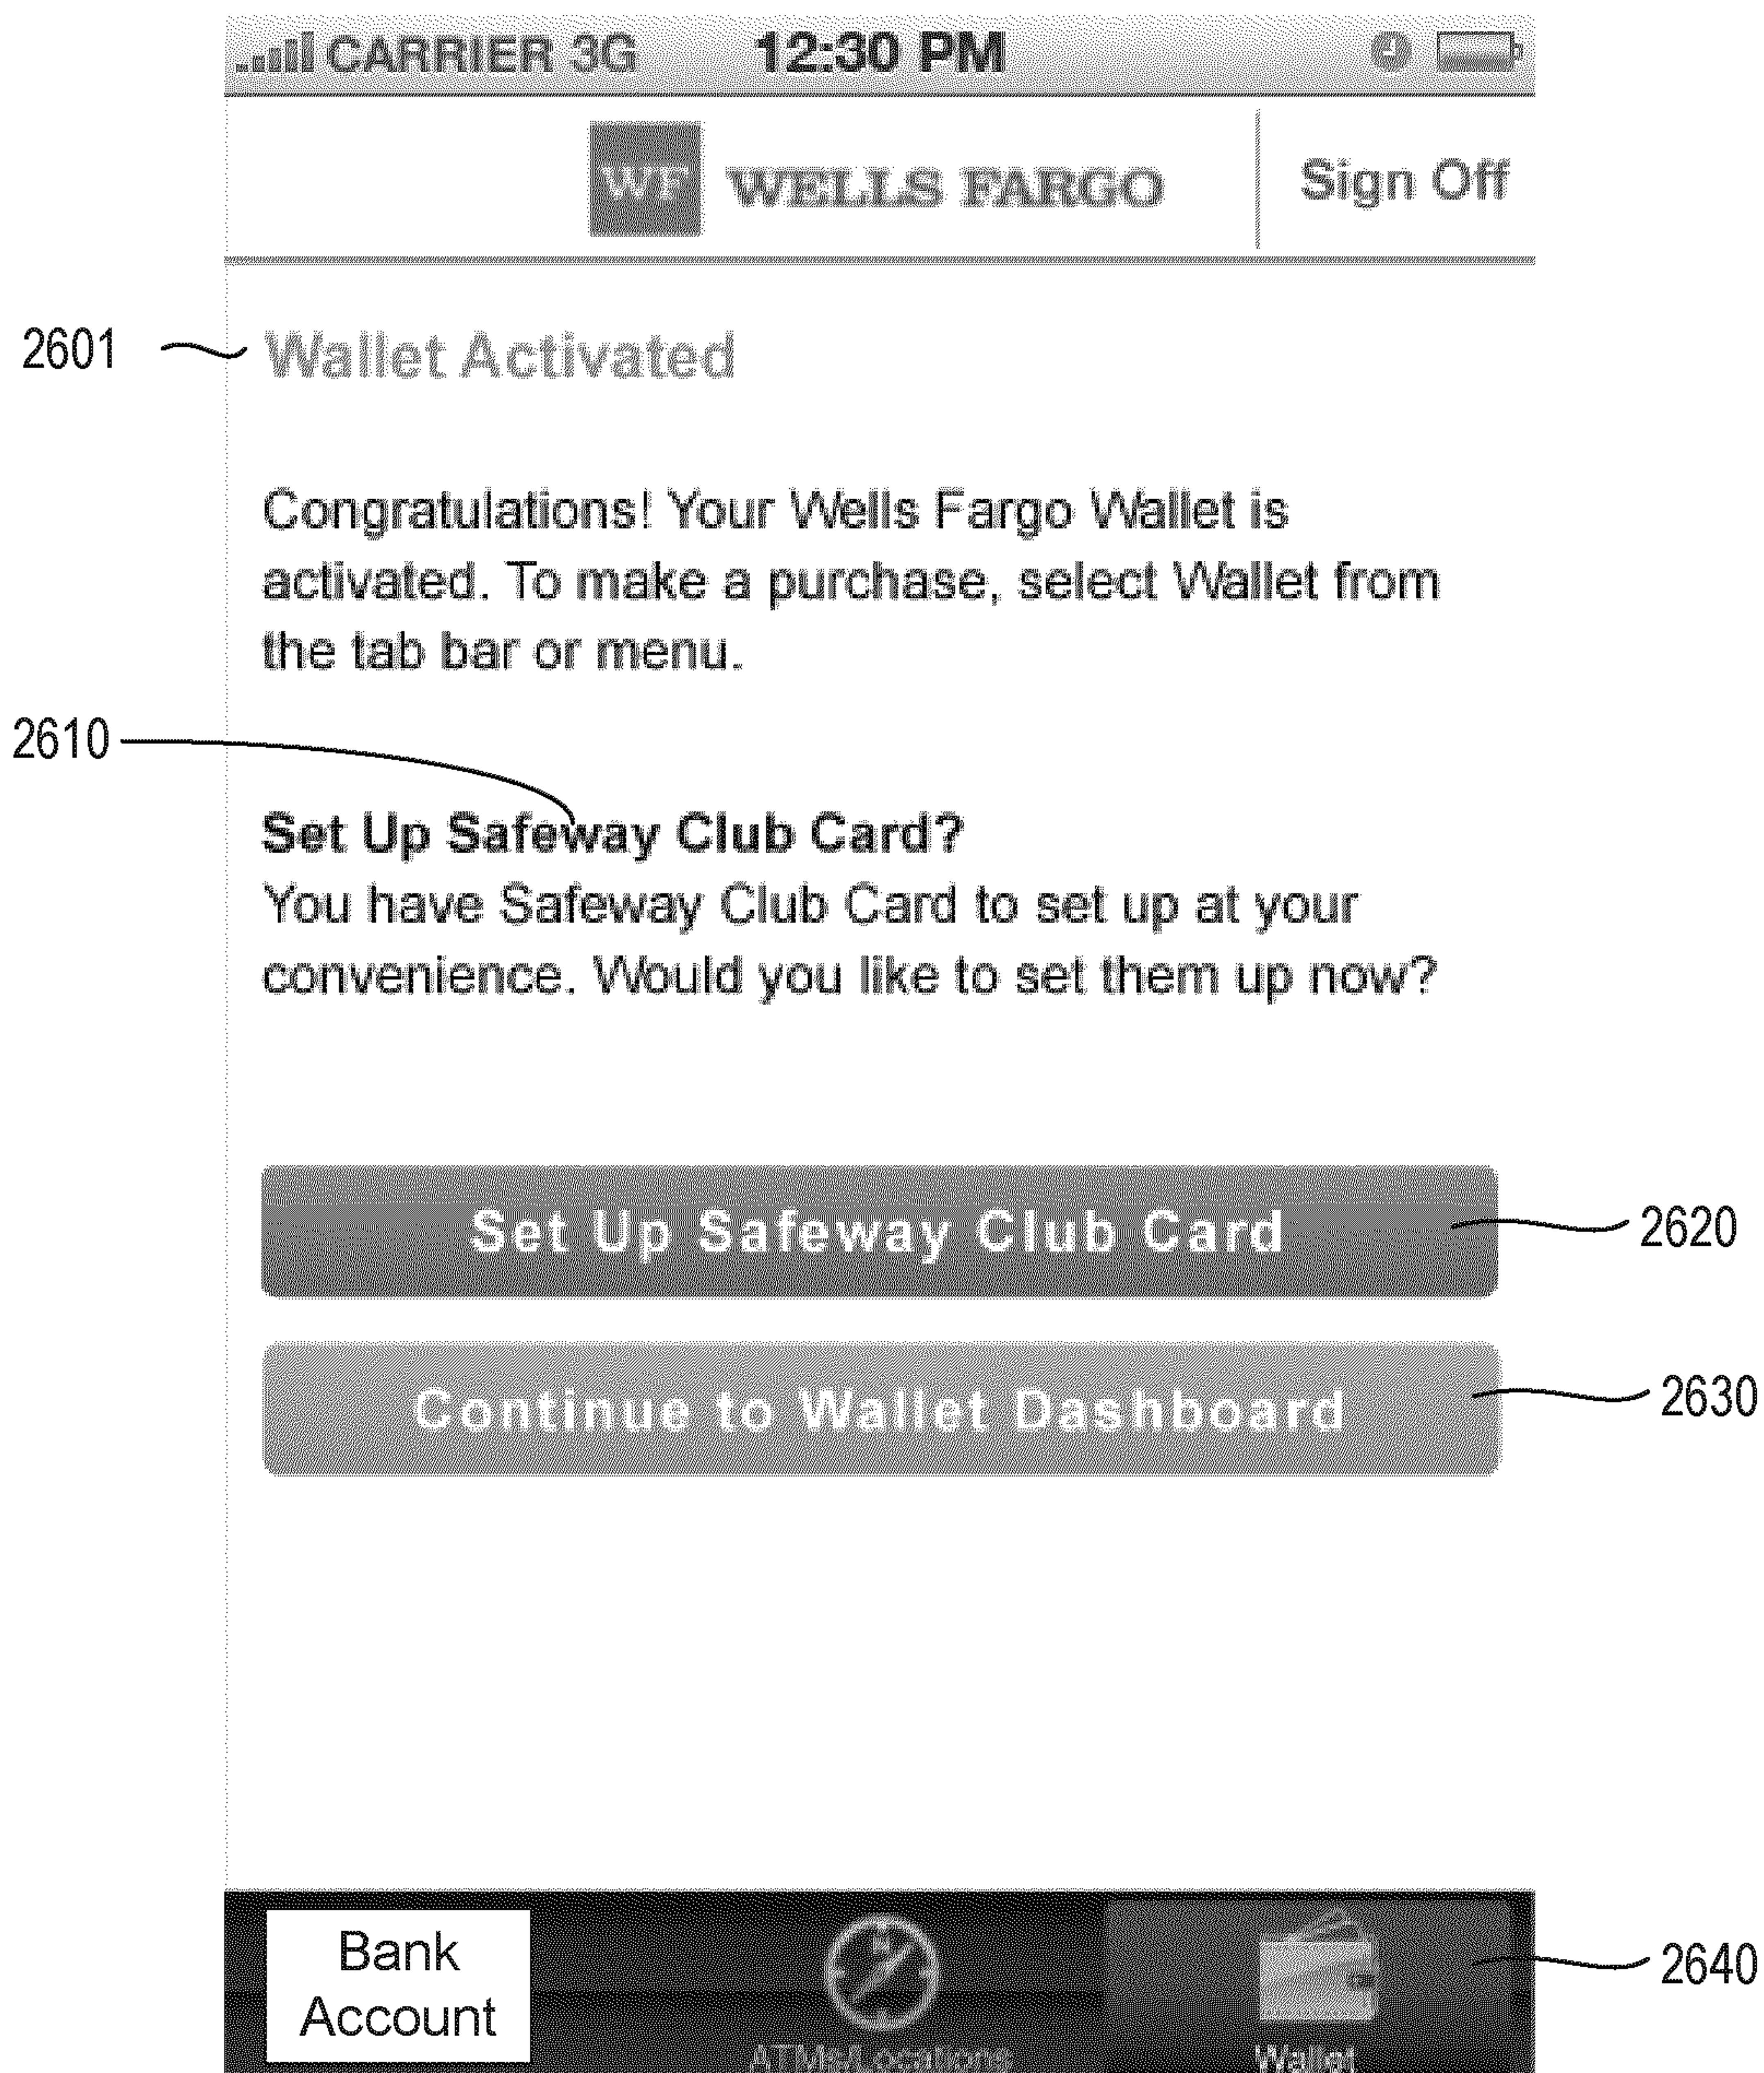 CARRIER 3G 12:30 PM
WF WELLS FARGO Sign Off
2601 Wallet Activated
Congratulations! Your Wells Fargo Wallet is
activated. To make a purchase, select Wallet from
the tab bar or menu.
2610
Set Up Safeway Club Card?
You have Safeway Club Card to set up at your
convenience. Would you like to set them up now?
Set Up Safeway Club Card 2620
Continue to Wallet Dashboard 2630
Bank
Account
2640
ATMs/Locations Wallet